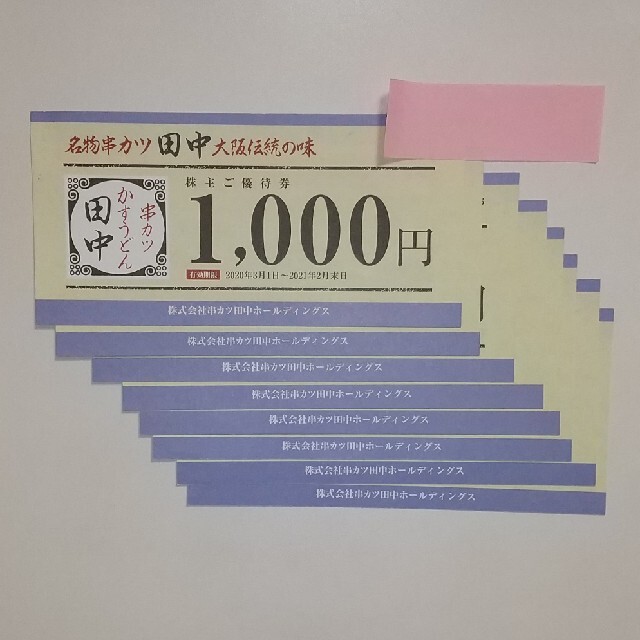 名物串カツ 田中 大阪伝統の味
株主ご優待券
串カツ
かすうどん
田中
1,000円
有効期限 2020年3月1日～2021年2月末日
株式会社串カツ田中ホールディングス
株式会社串カツ田中ホールディングス
株式会社串カツ田中ホールディングス
株式会社串カツ田中ホールディングス
株式会社串カツ田中ホールディングス
株式会社串カツ田中ホールディングス
株式会社串カツ田中ホールディングス
株式会社串カツ田中ホールディングス